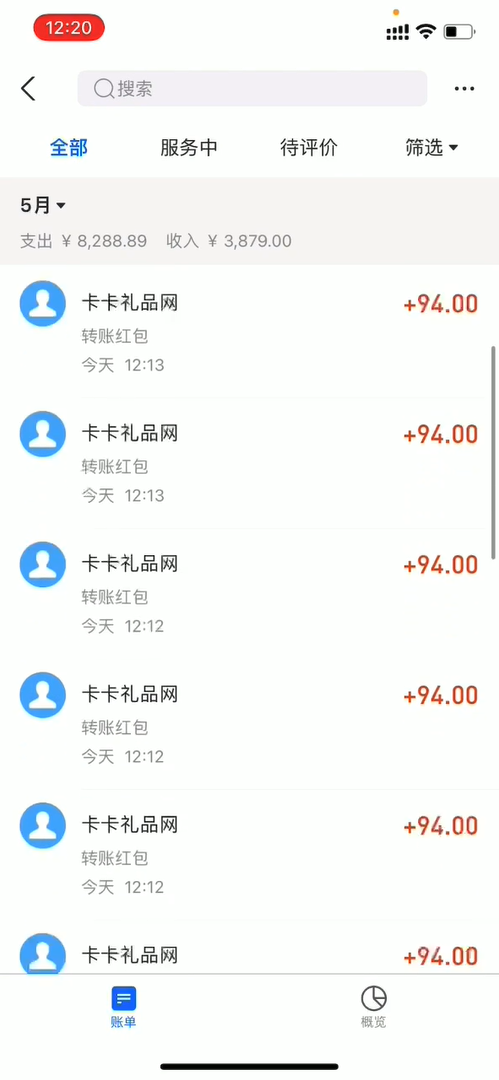 12:20
搜索
全部 服务中 待评价 筛选
5月
支出 ¥ 8,288.89 收入 ¥ 3,879.00
卡卡礼品网 +94.00
转账红包
今天 12:13
卡卡礼品网 +94.00
转账红包
今天 12:13
卡卡礼品网 +94.00
转账红包
今天 12:12
卡卡礼品网 +94.00
转账红包
今天 12:12
卡卡礼品网 +94.00
转账红包
今天 12:12
卡卡礼品网 +94.00
账单 概览